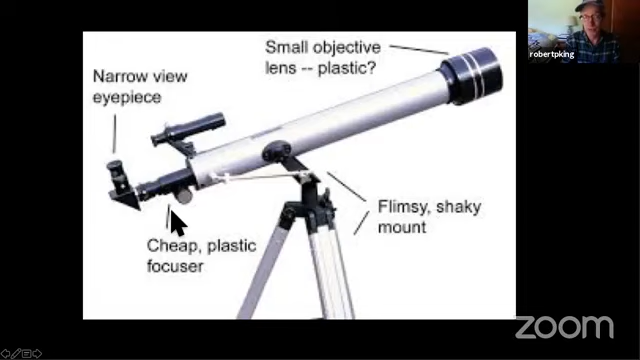 robertpking
Small objective
lens -- plastic?
Narrow view
eyepiece
Flimsy, shaky
mount
Cheap, plastic
focuser
zoom